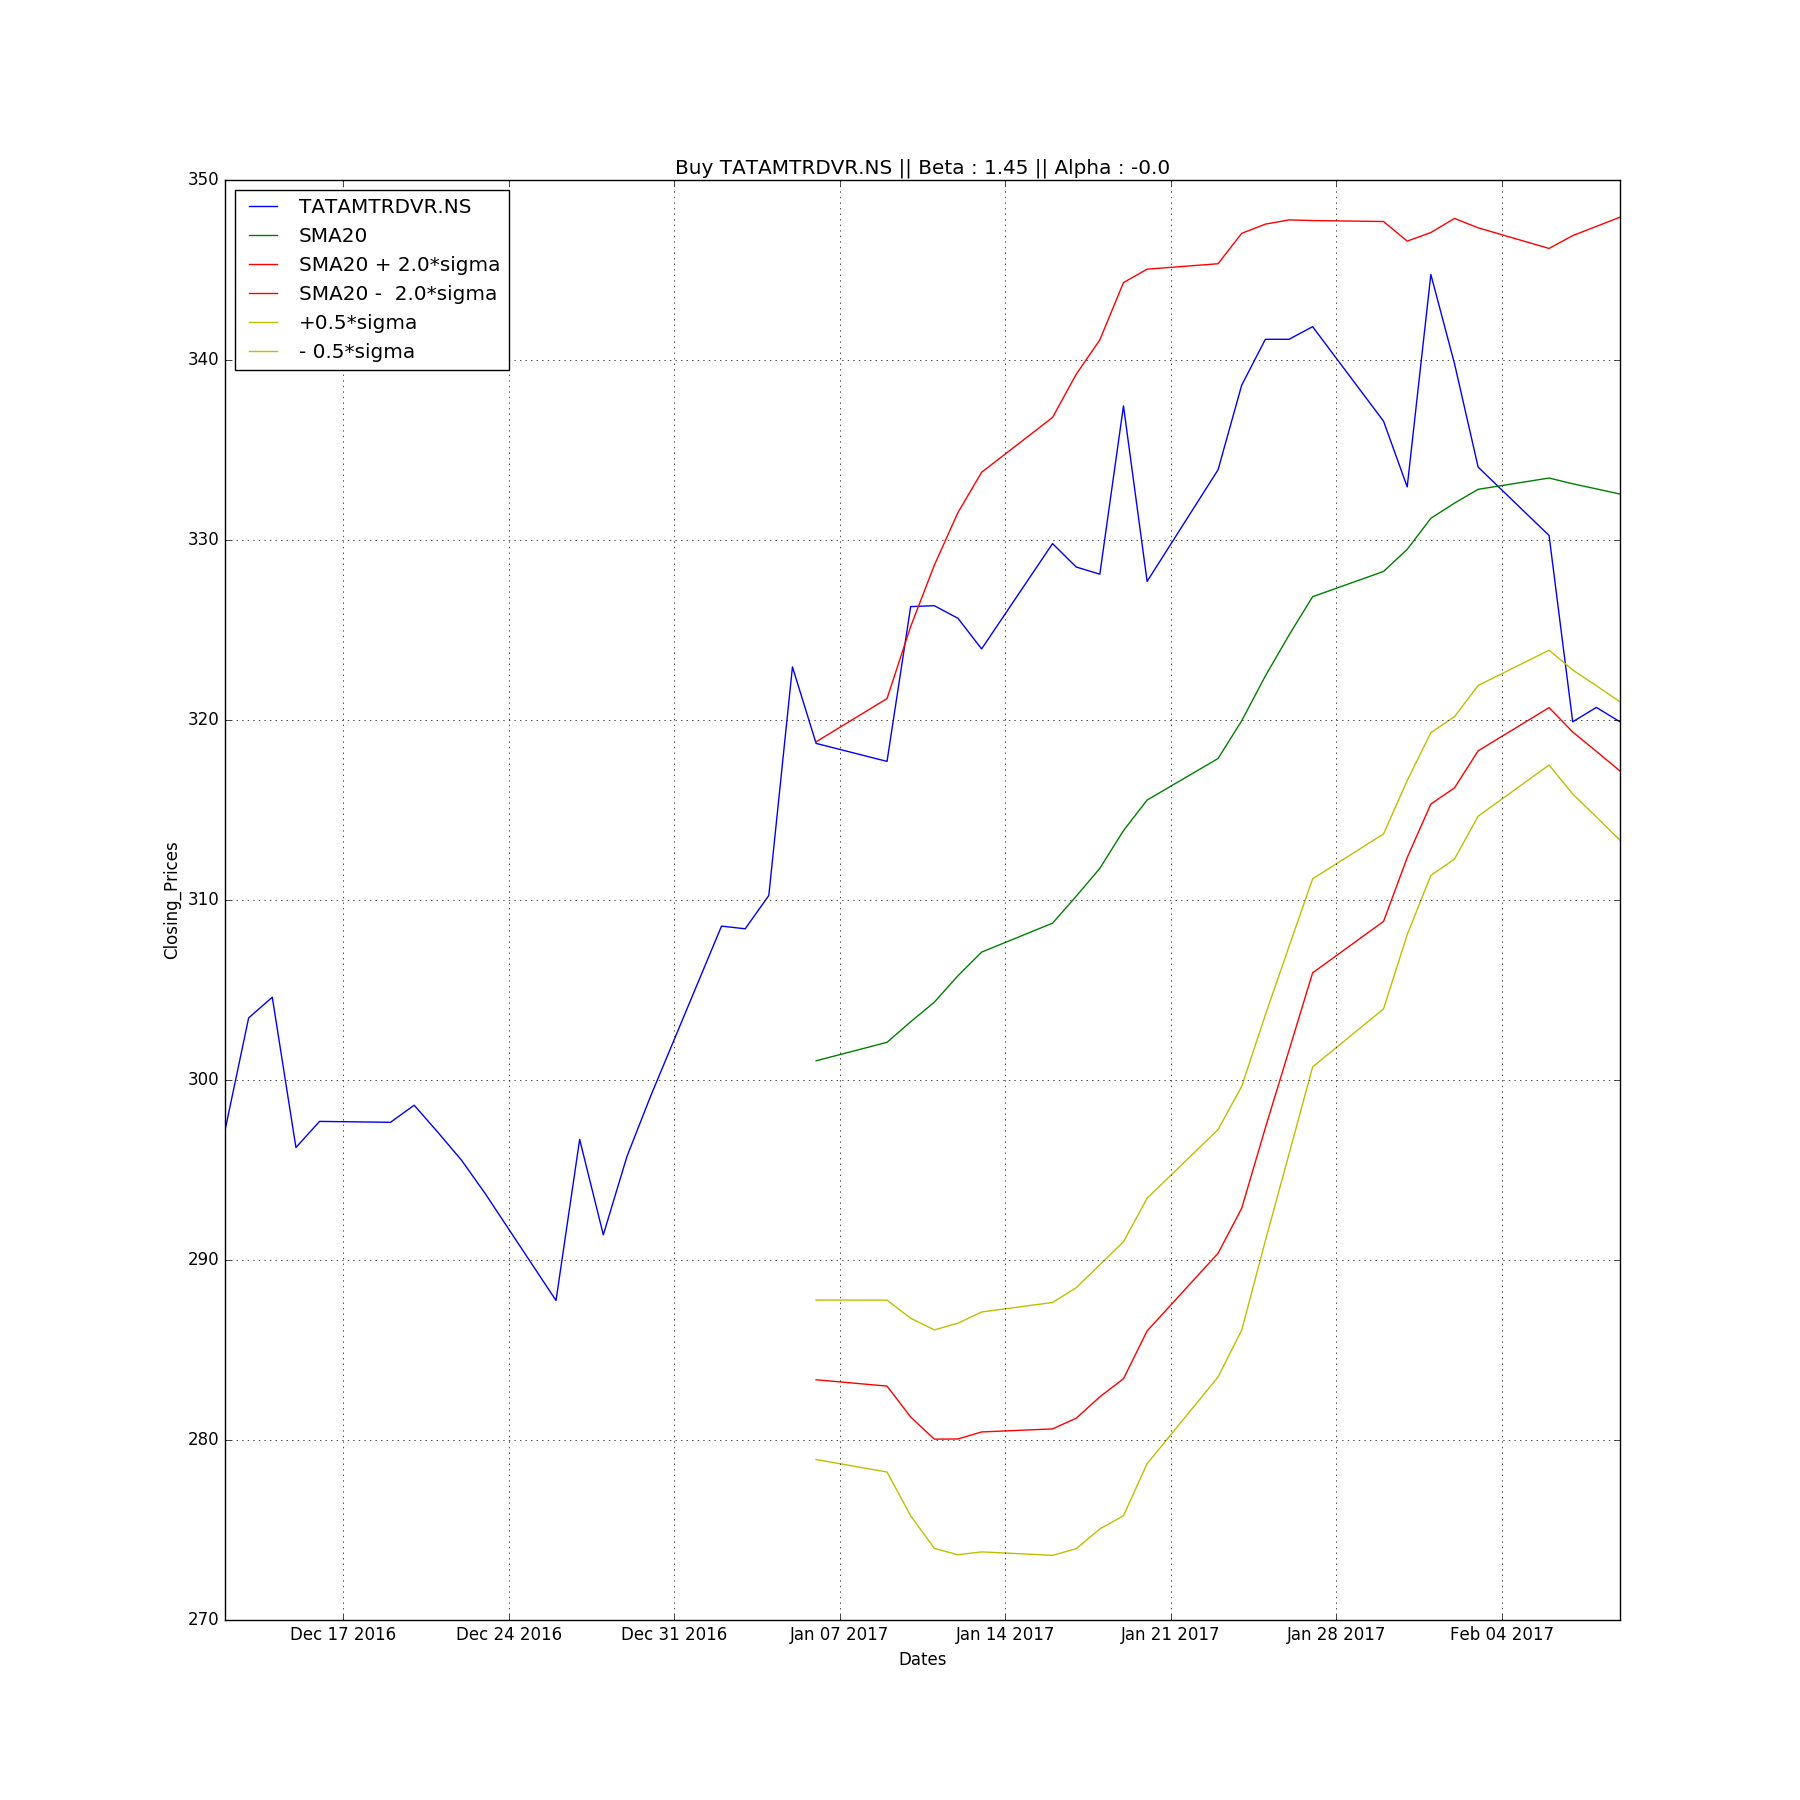 Buy TATAMTRDVR.NS || Beta : 1.45 || Alpha : -0.0
350
340
330
320
310
300
290
280
270
Closing_Prices
TATAMTRDVR.NS
SMA20
SMA20 + 2.0*sigma
SMA20 -  2.0*sigma
+0.5*sigma
- 0.5*sigma
Dec 17 2016 Dec 24 2016 Dec 31 2016 Jan 07 2017 Jan 14 2017 Jan 21 2017 Jan 28 2017 Feb 04 2017
Dates